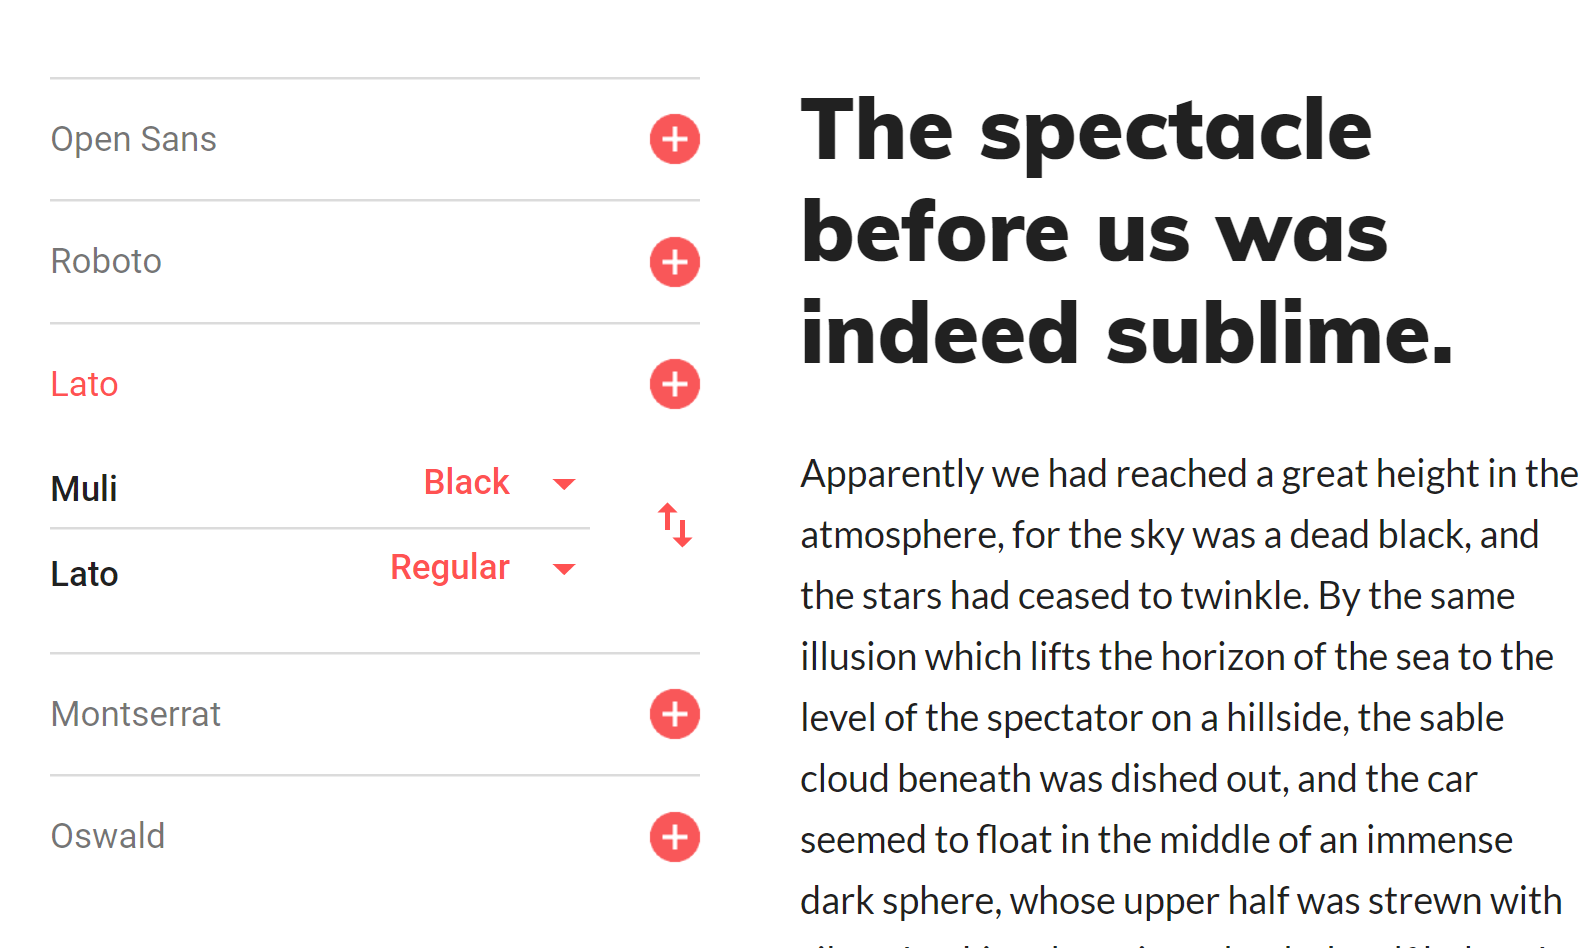 Open Sans
Roboto
Lato
Muli Black
Lato Regular
Montserrat
Oswald
The spectacle
before us was
indeed sublime.
Apparently we had reached a great height in the
atmosphere, for the sky was a dead black, and
the stars had ceased to twinkle. By the same
illusion which lifts the horizon of the sea to the
level of the spectator on a hillside, the sable
cloud beneath was dished out, and the car
seemed to float in the middle of an immense
dark sphere, whose upper half was strewn with